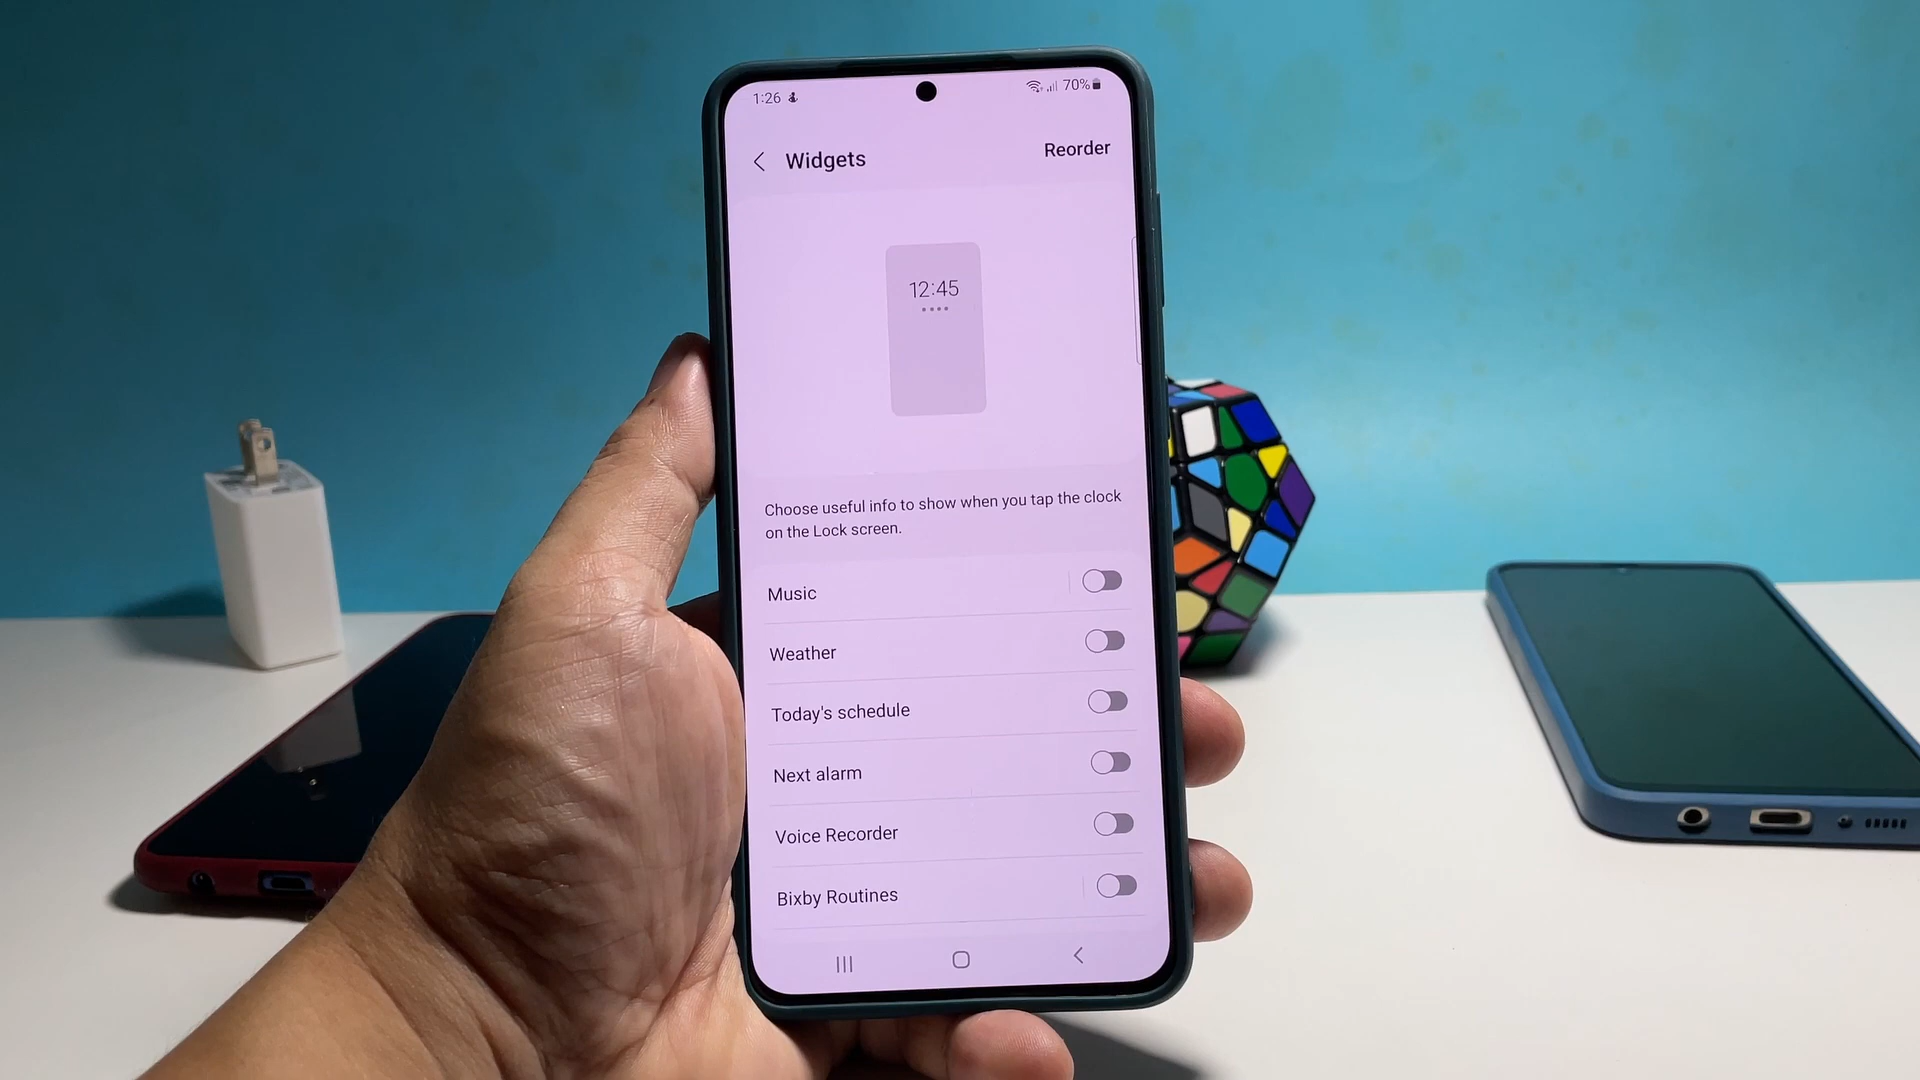 1:26
70%
Widgets
Reorder
12:45
Choose useful info to show when you tap the clock
on the Lock screen.
Music
Weather
Today's schedule
Next alarm
Voice Recorder
Bixby Routines